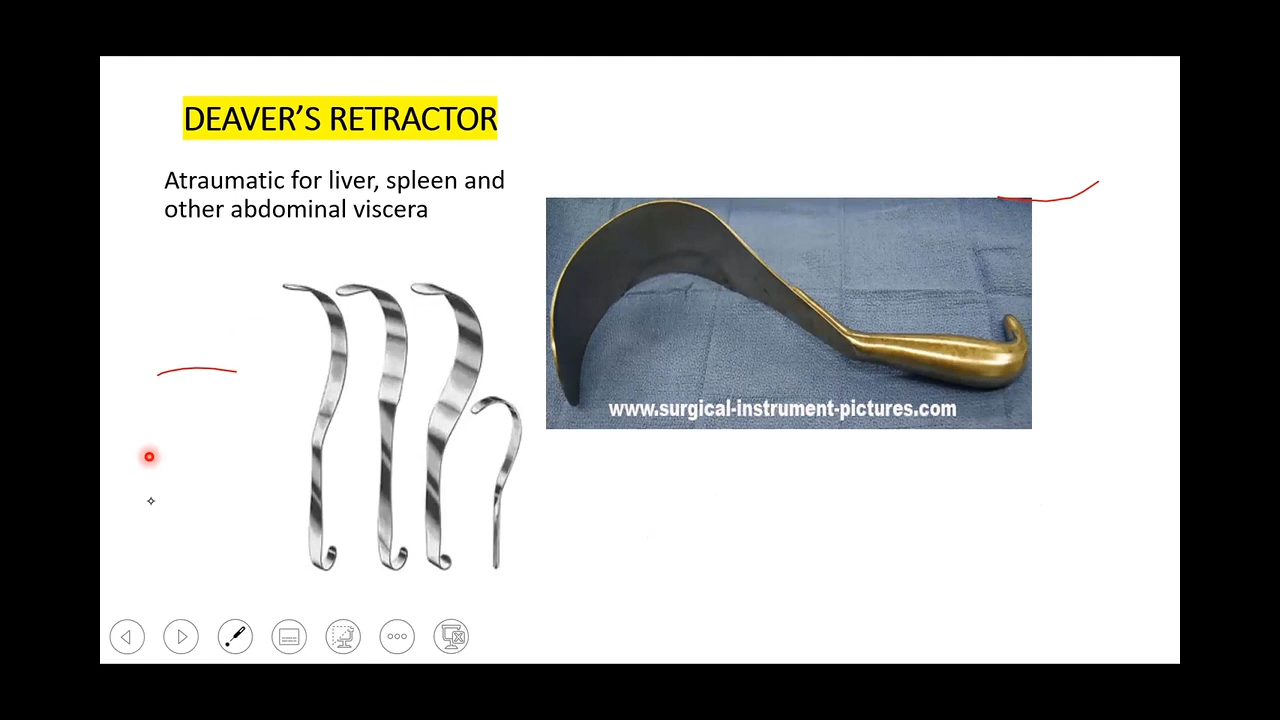 DEAVER’S RETRACTOR
Atraumatic for liver, spleen and
other abdominal viscera
www.surgical-instrument-pictures.com